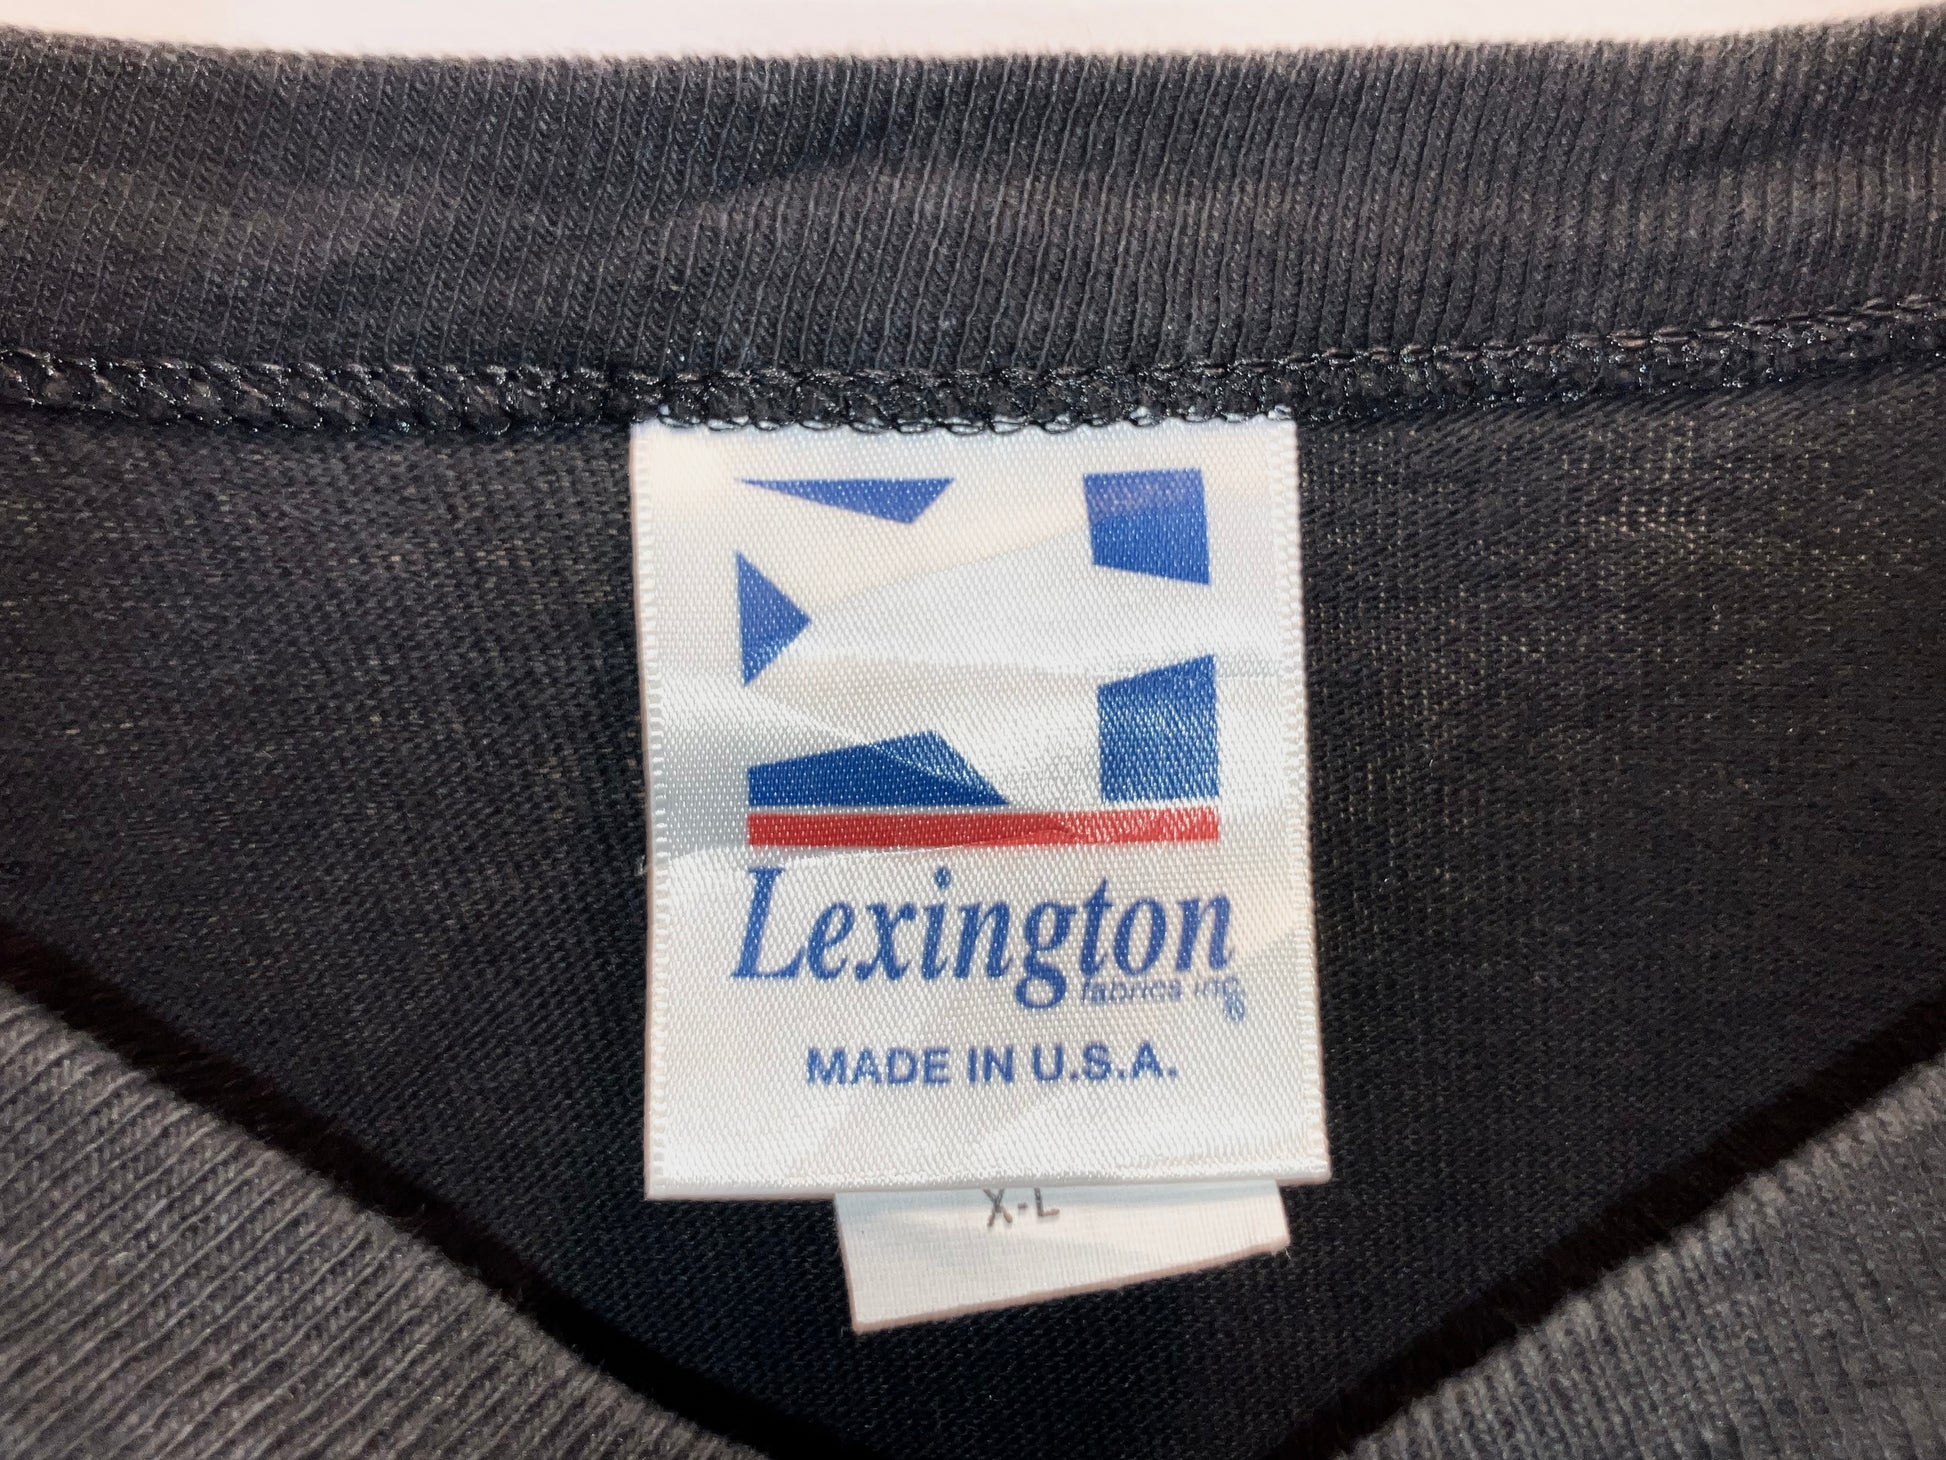 Lexington
fabrics inc.®
MADE IN U.S.A.
X-L